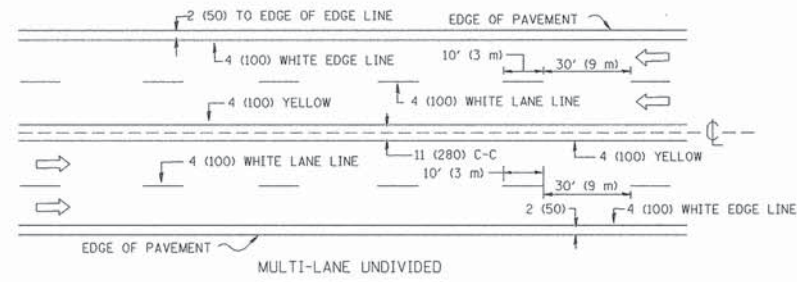 2 (50) TO EDGE OF EDGE LINE
EDGE OF PAVEMENT
4 (100) WHITE EDGE LINE
10' (3 m)
30' (9 m)
4 (100) YELLOW
4 (100) WHITE LANE LINE
℄
4 (100) WHITE LANE LINE
11 (280) C-C
4 (100) YELLOW
10' (3 m)
30' (9 m)
2 (50)
4 (100) WHITE EDGE LINE
EDGE OF PAVEMENT
MULTI-LANE UNDIVIDED